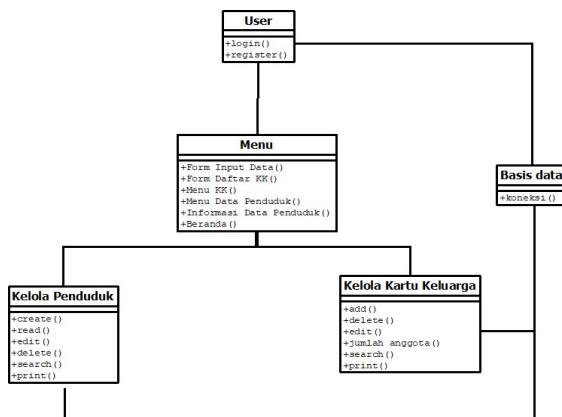 User
+login()
+register()
Menu
+Form Input Data()
+Form Daftar KK()
+Menu KK()
+Menu Data Penduduk()
+Informasi Data Penduduk()
+Beranda()
Basis data
+koneksi()
Kelola Penduduk
+create()
+read()
+edit()
+delete()
+search()
+print()
Kelola Kartu Keluarga
+add()
+delete()
+edit()
+jumlah anggota()
+search()
+print()